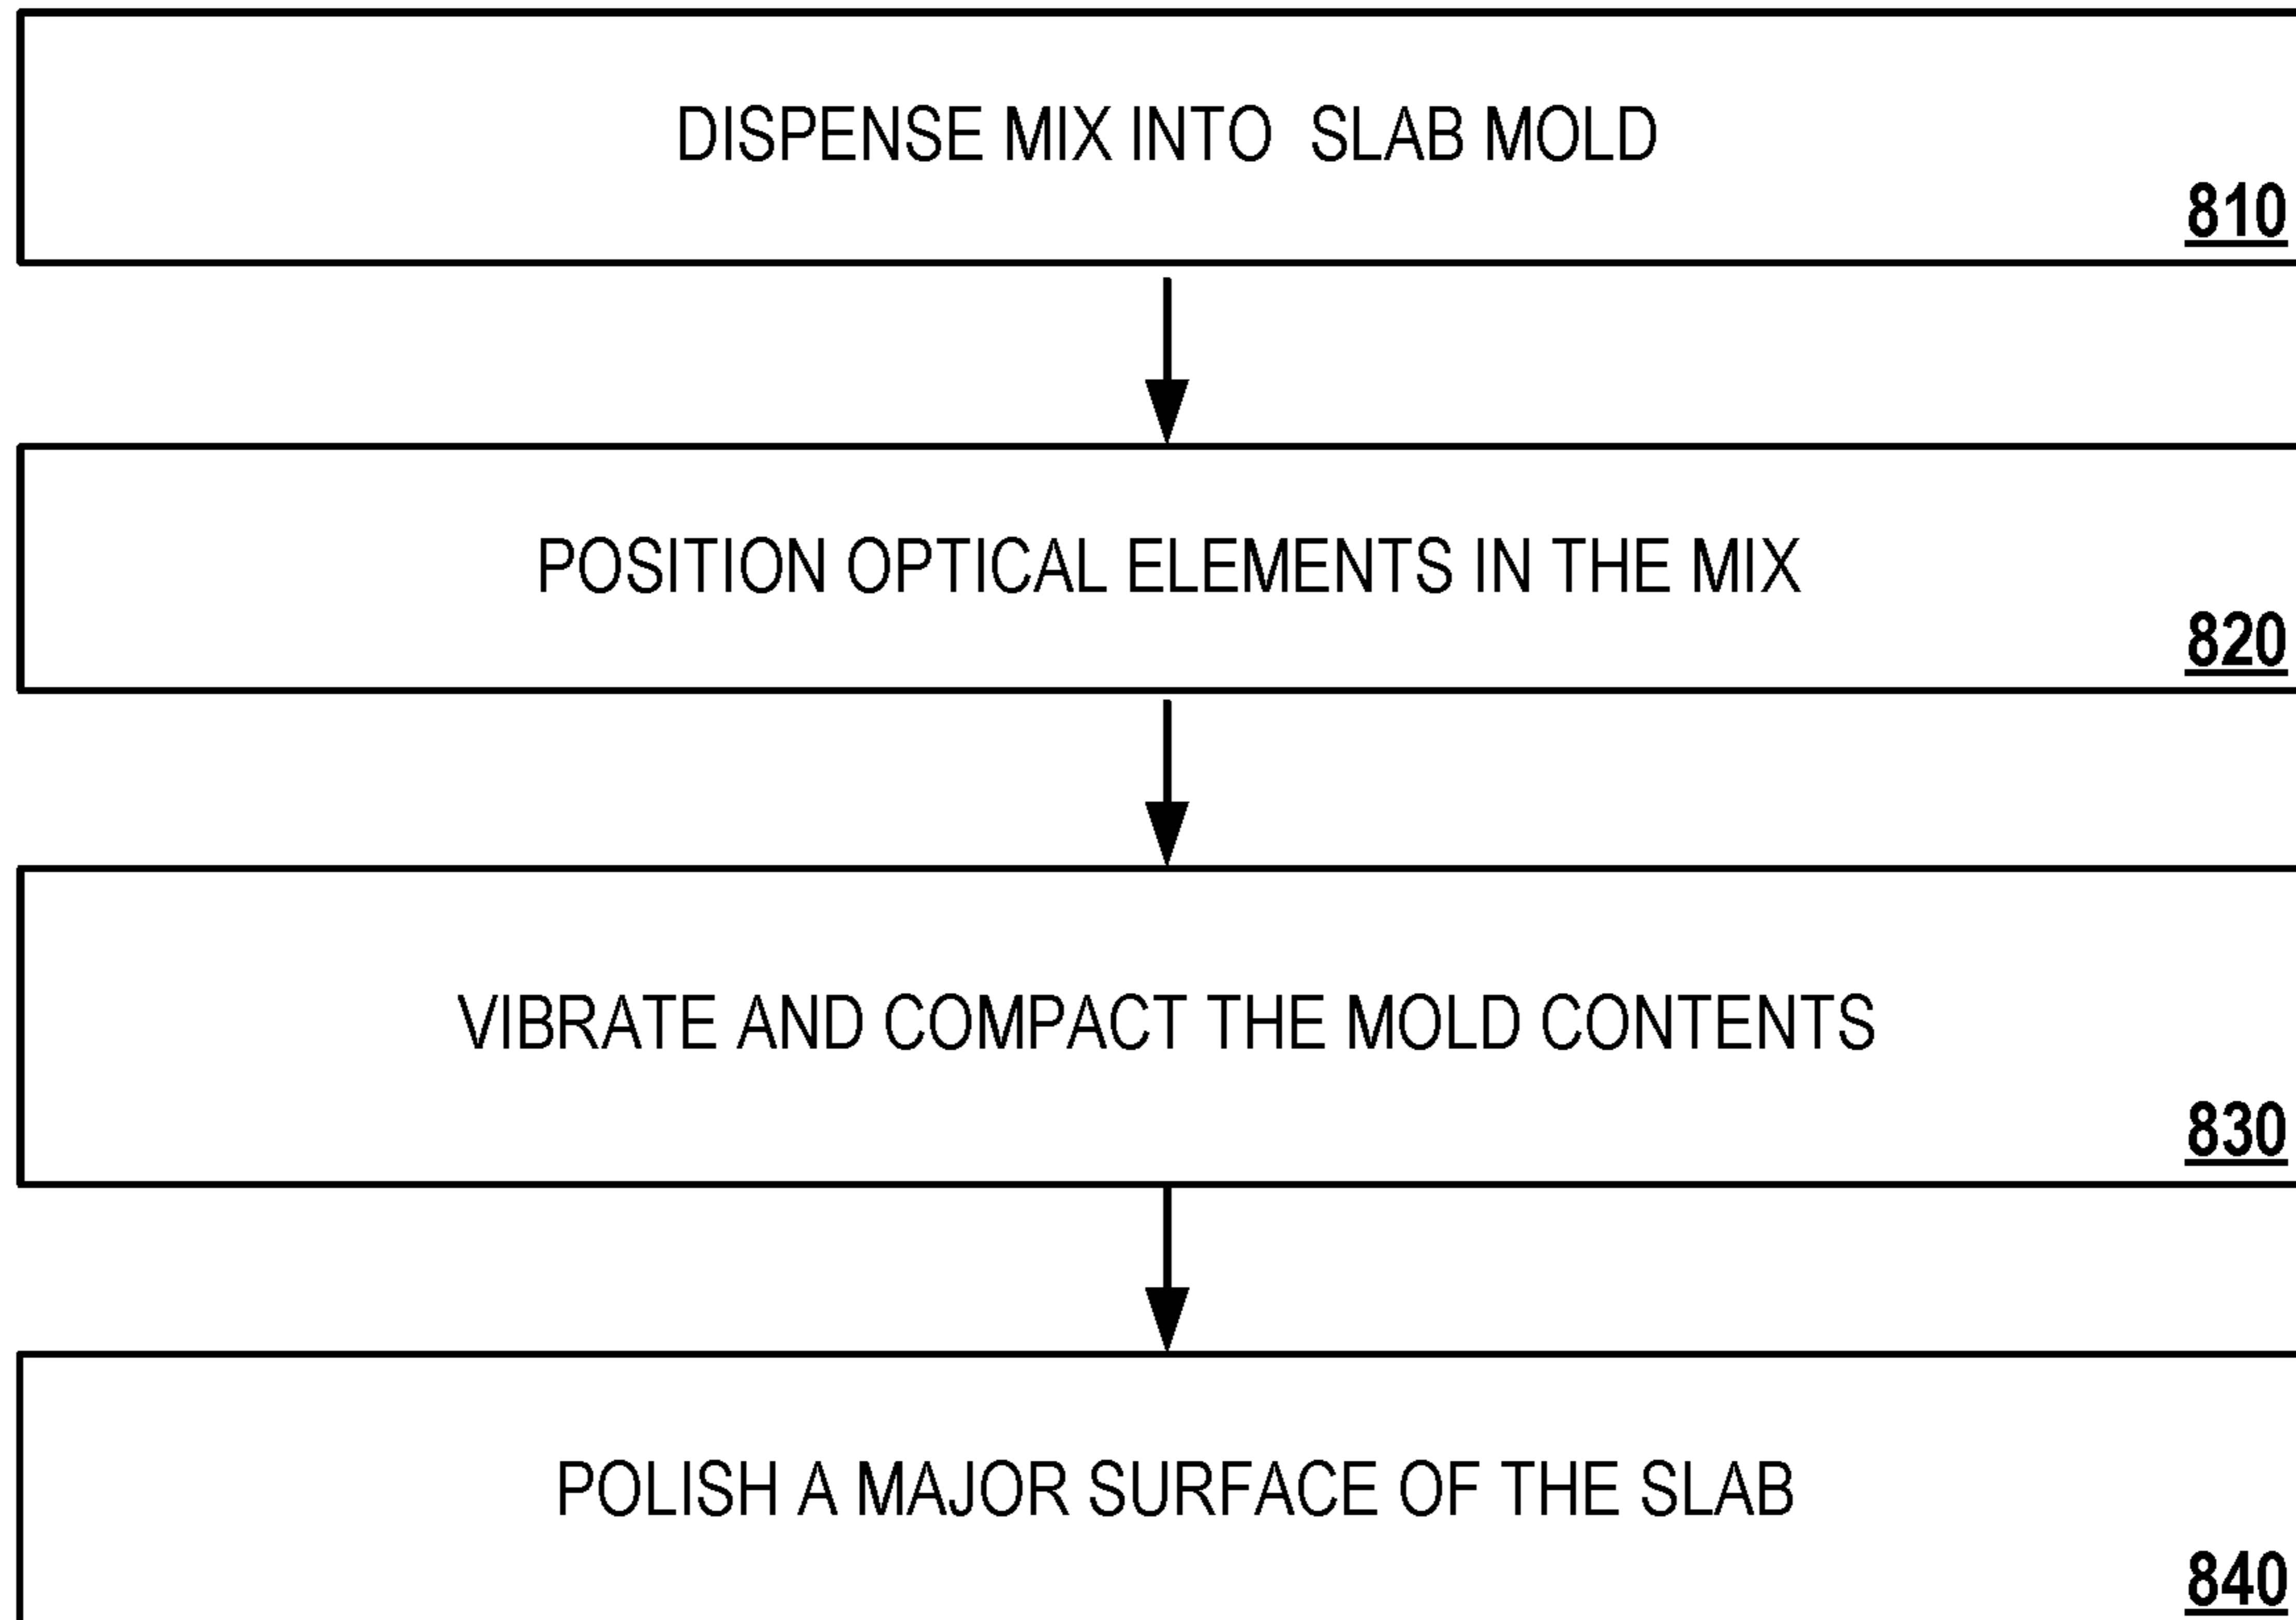 DISPENSE MIX INTO SLAB MOLD
810
POSITION OPTICAL ELEMENTS IN THE MIX
820
VIBRATE AND COMPACT THE MOLD CONTENTS
830
POLISH A MAJOR SURFACE OF THE SLAB
840